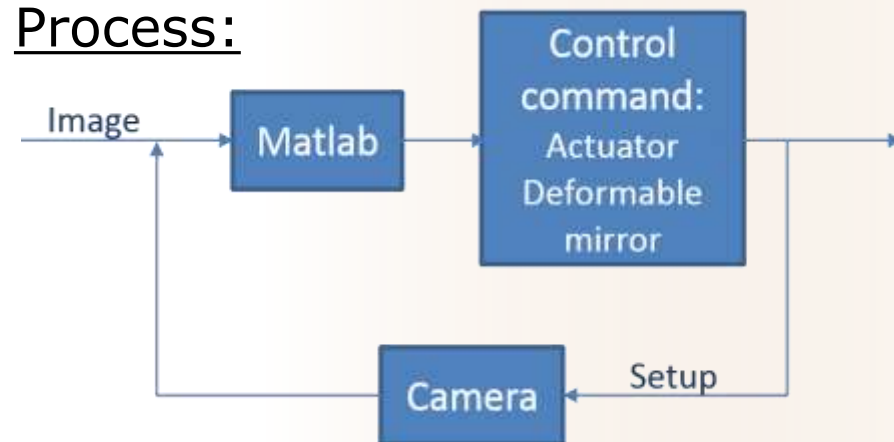 Process:
Image
Matlab
Control
command:
Actuator
Deformable
mirror
Camera
Setup